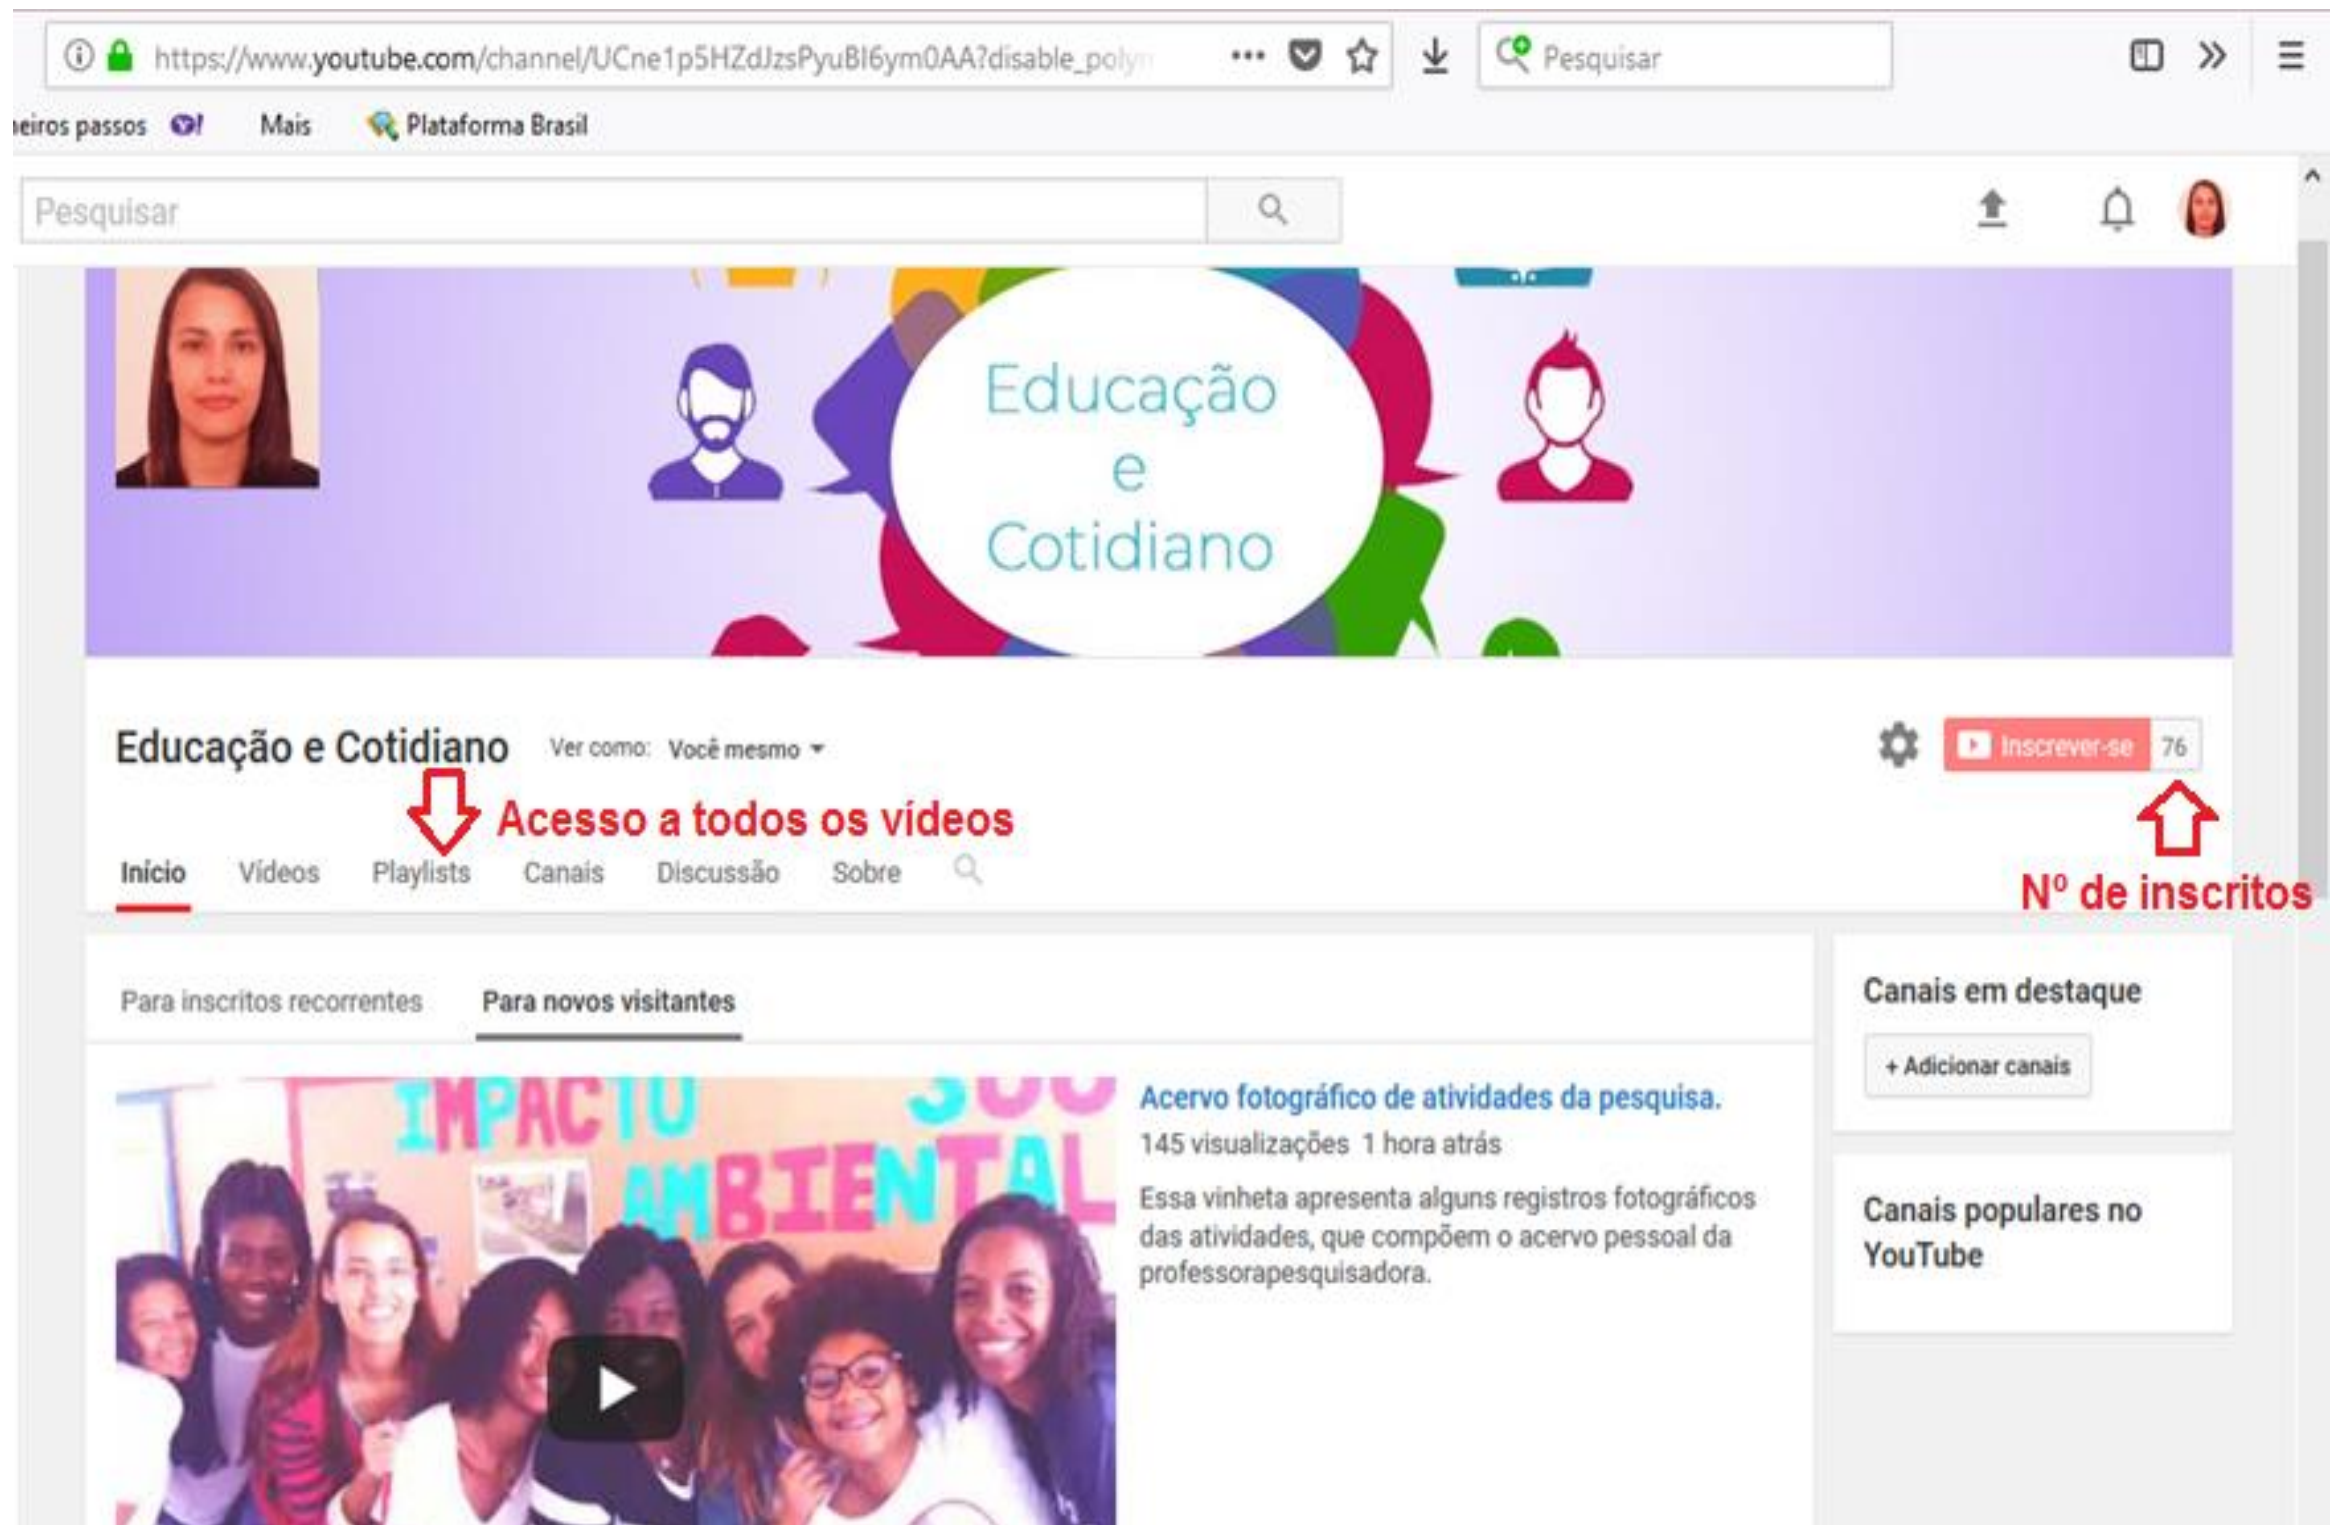 https://www.youtube.com/channel/UCne1p5HZdJzsPyuBI6ym0AA?disable_polym
Pesquisar
neiros passos Mais Plataforma Brasil
Pesquisar
Educação
e
Cotidiano
Educação e Cotidiano Ver como: Você mesmo
Inscrever-se 76
Acesso a todos os vídeos
Início Vídeos Playlists Canais Discussão Sobre
Nº de inscritos
Para inscritos recorrentes Para novos visitantes
IMPACTO
AMBIENTAL
Acervo fotográfico de atividades da pesquisa.
145 visualizações 1 hora atrás
Essa vinheta apresenta alguns registros fotográficos
das atividades, que compõem o acervo pessoal da
professorapesquisadora.
Canais em destaque
+ Adicionar canais
Canais populares no
YouTube